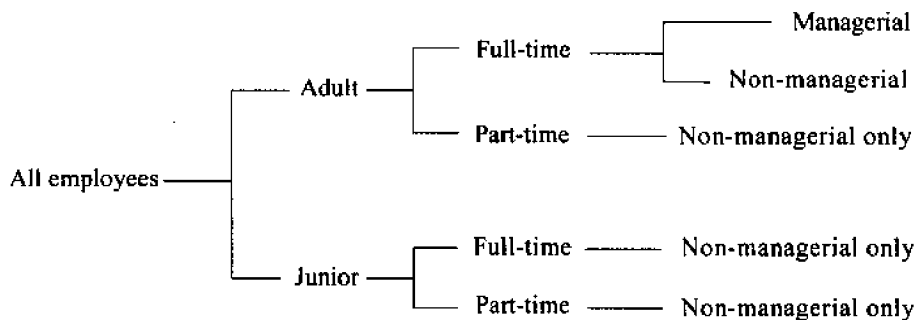 Managerial
Full-time
Adult
Non-managerial
Part-time
Non-managerial only
All employees
Full-time
Non-managerial only
Junior
Part-time
Non-managerial only